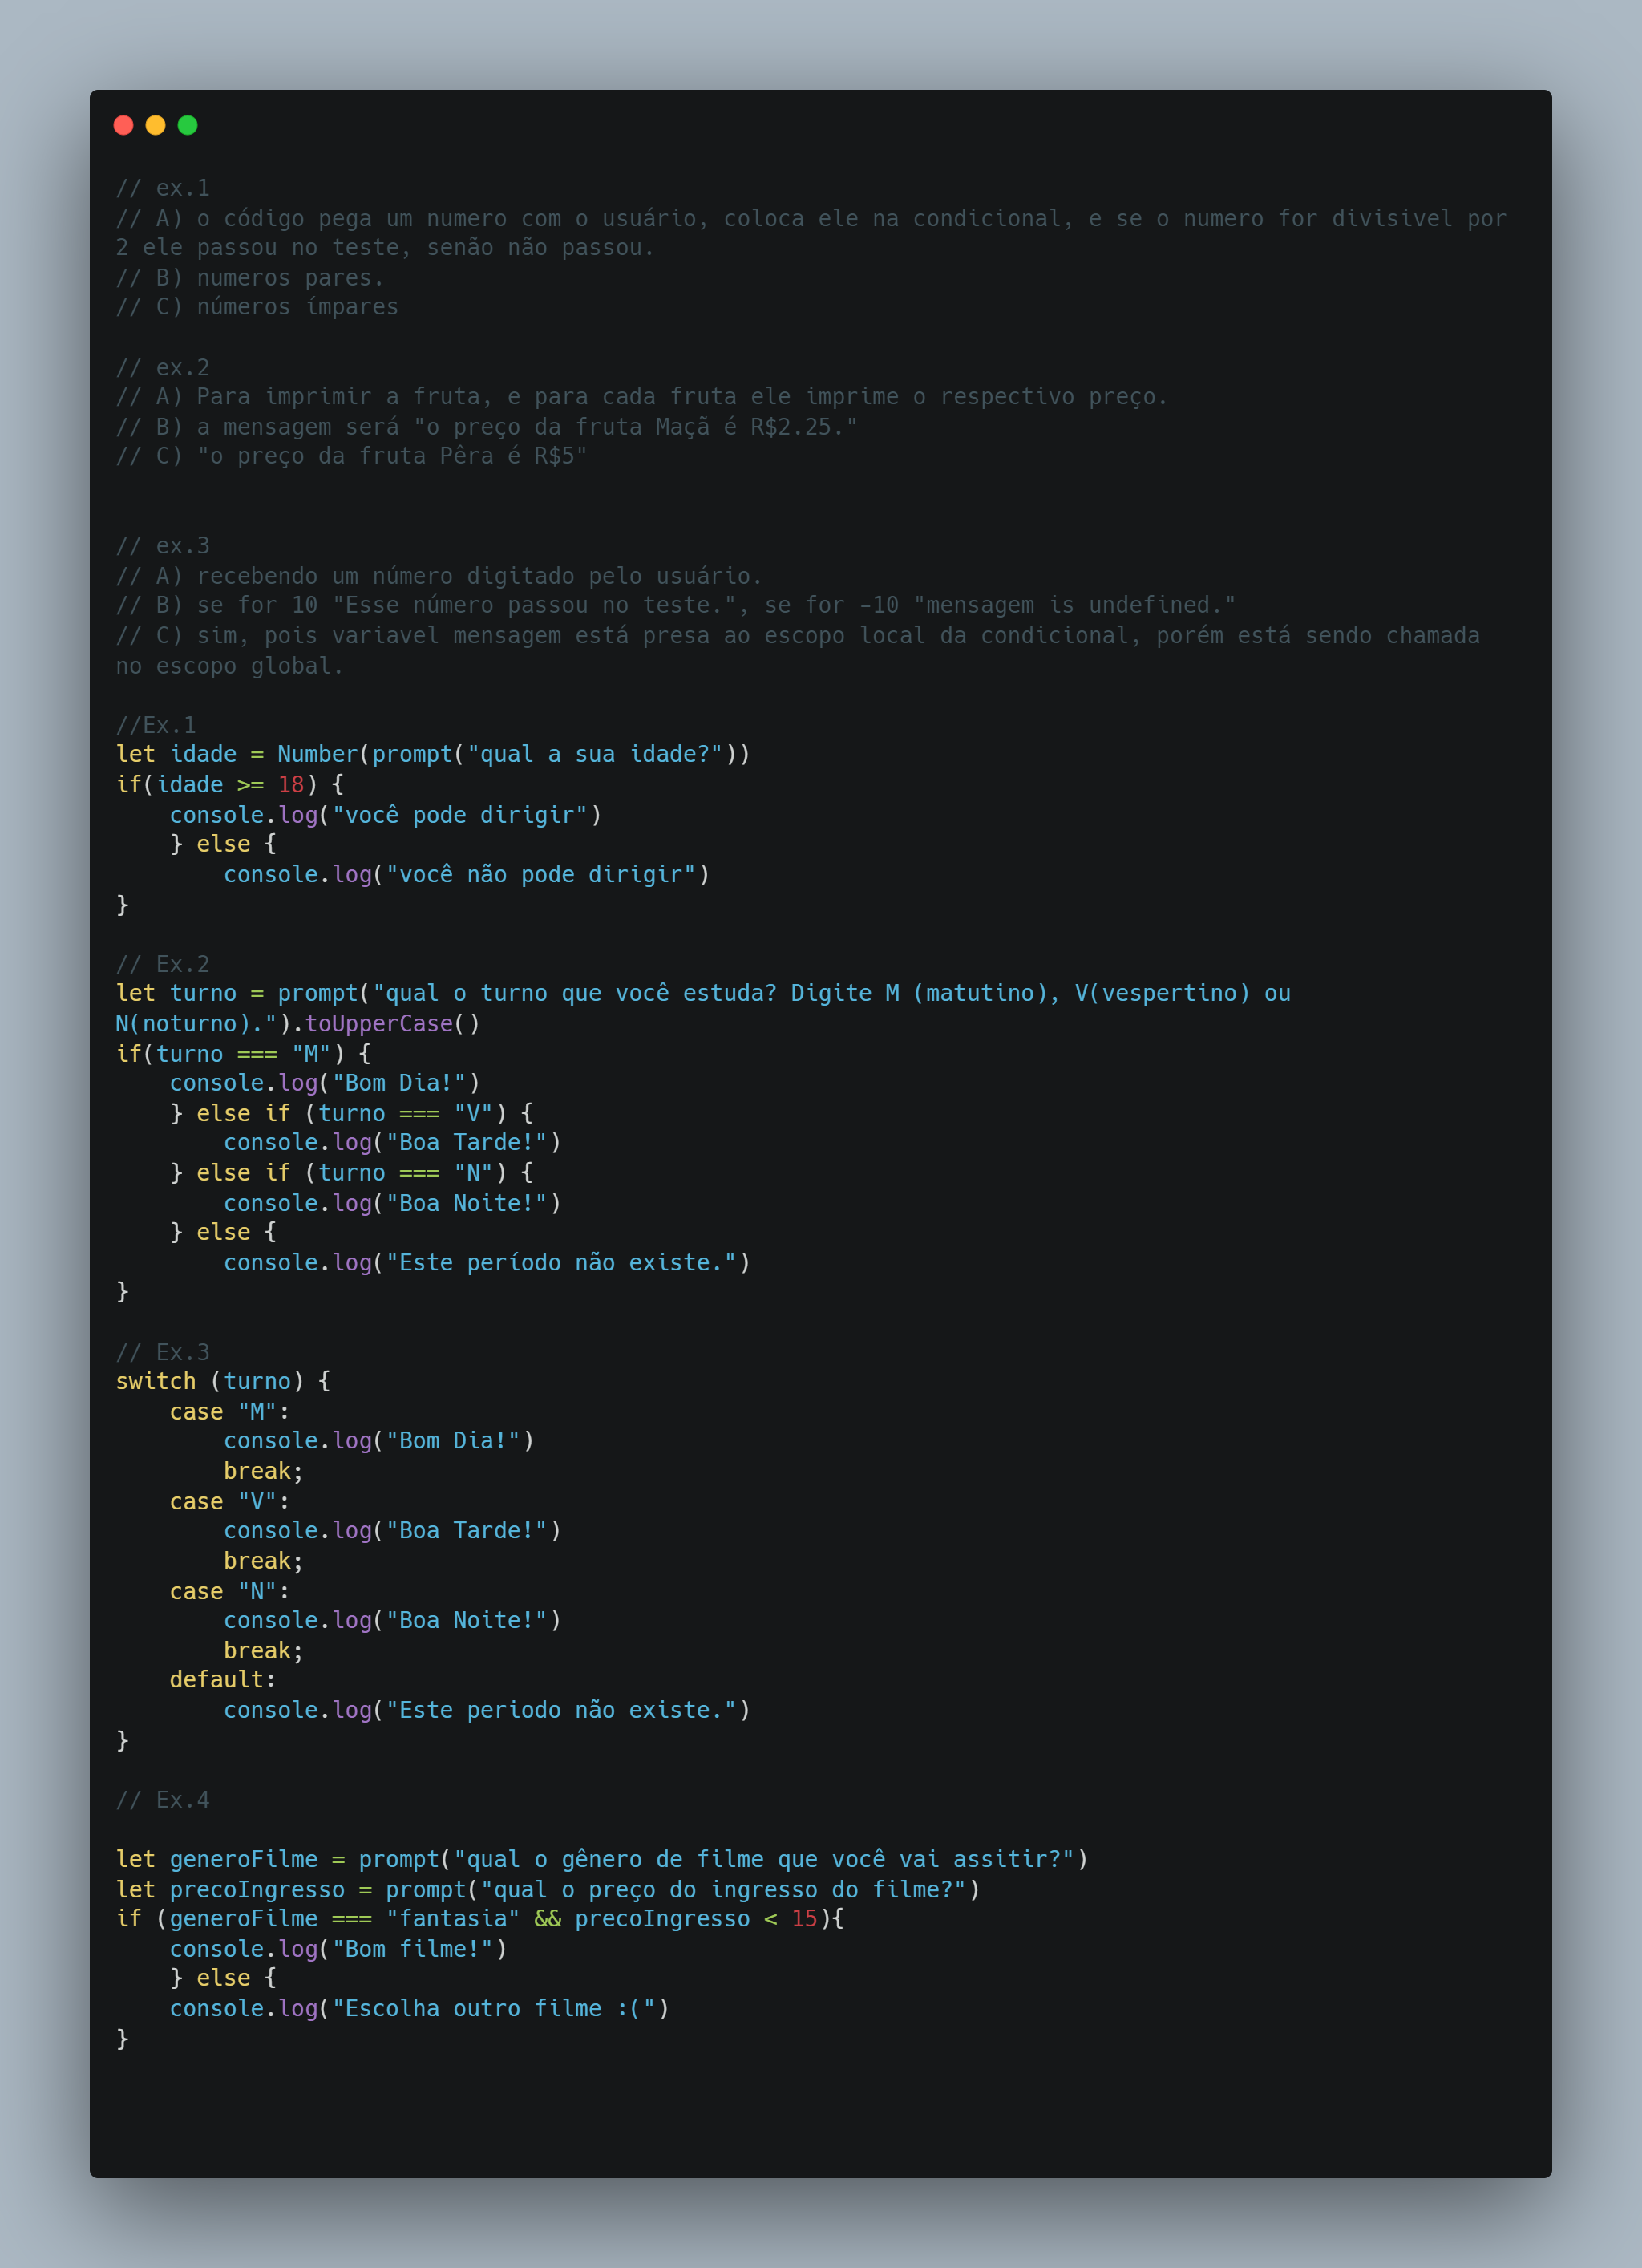 // ex.1
// A) o código pega um numero com o usuário, coloca ele na condicional, e se o numero for divisivel por
2 ele passou no teste, senão não passou.
// B) numeros pares.
// C) números ímpares
// ex.2
// A) Para imprimir a fruta, e para cada fruta ele imprime o respectivo preço.
// B) a mensagem será "o preço da fruta Maçã é R$2.25."
// C) "o preço da fruta Pêra é R$5"
// ex.3
// A) recebendo um número digitado pelo usuário.
// B) se for 10 "Esse número passou no teste.", se for -10 "mensagem is undefined."
// C) sim, pois variavel mensagem está presa ao escopo local da condicional, porém está sendo chamada
no escopo global.
//Ex.1
let idade = Number(prompt("qual a sua idade?"))
if(idade >= 18) {
    console.log("você pode dirigir")
    } else {
        console.log("você não pode dirigir")
}
// Ex.2
let turno = prompt("qual o turno que você estuda? Digite M (matutino), V(vespertino) ou
N(noturno).").toUpperCase()
if(turno === "M") {
    console.log("Bom Dia!")
    } else if (turno === "V") {
        console.log("Boa Tarde!")
    } else if (turno === "N") {
        console.log("Boa Noite!")
    } else {
        console.log("Este período não existe.")
}
// Ex.3
switch (turno) {
    case "M":
        console.log("Bom Dia!")
        break;
    case "V":
        console.log("Boa Tarde!")
        break;
    case "N":
        console.log("Boa Noite!")
        break;
    default:
        console.log("Este periodo não existe.")
}
// Ex.4
let generoFilme = prompt("qual o gênero de filme que você vai assitir?")
let precoIngresso = prompt("qual o preço do ingresso do filme?")
if (generoFilme === "fantasia" && precoIngresso < 15){
    console.log("Bom filme!")
    } else {
    console.log("Escolha outro filme :(")
}